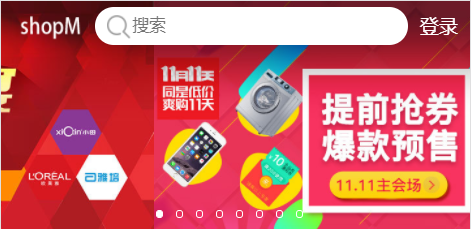 shopM
搜索
登录
11月11天
同是低价
爽购11天
提前抢券
爆款预售
11.11主会场
L'ORÉAL